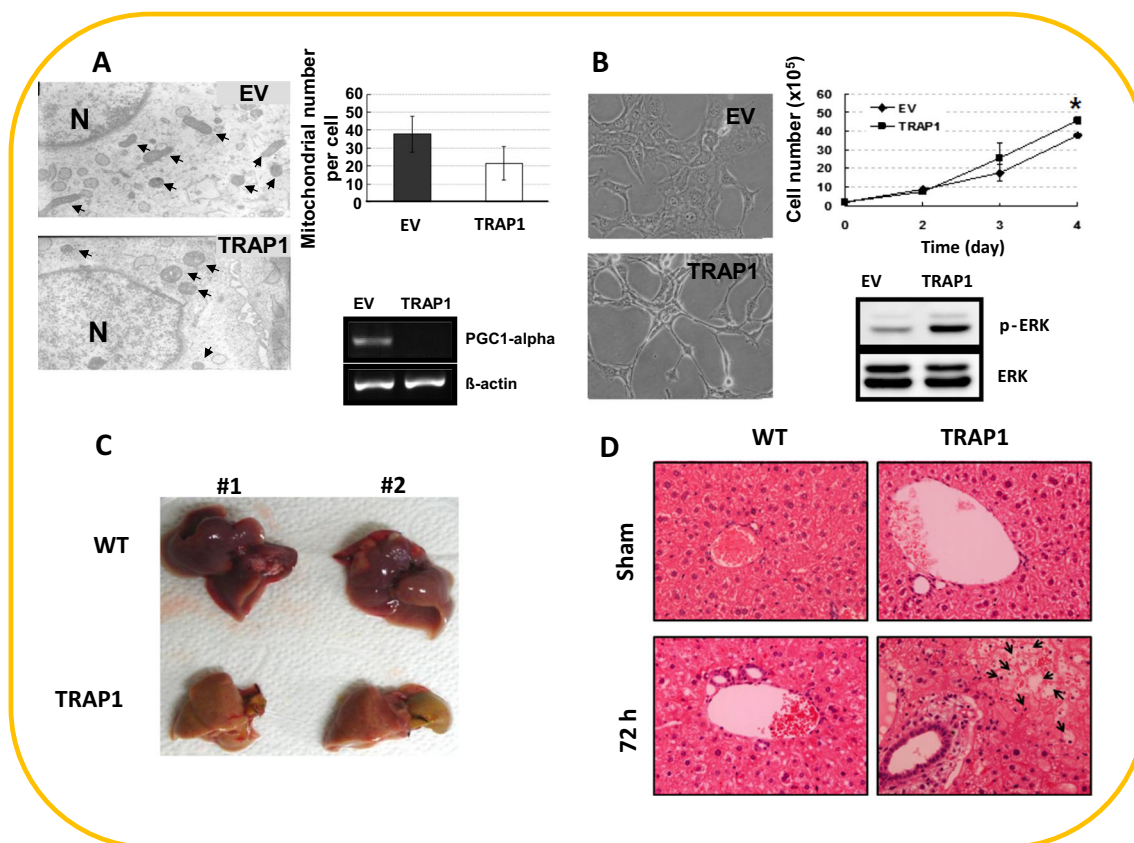 A
EV
N
TRAP1
N
Mitochondrial number
per cell
60
50
40
30
20
10
0
EV TRAP1
EV TRAP1
PGC1-alpha
ß-actin
B
EV
TRAP1
Cell number (x10⁵)
60
50
40
30
20
10
0
EV
TRAP1
*
0 2 3 4
Time (day)
EV TRAP1
p-ERK
ERK
C
#1 #2
WT
TRAP1
D
WT TRAP1
Sham
72 h